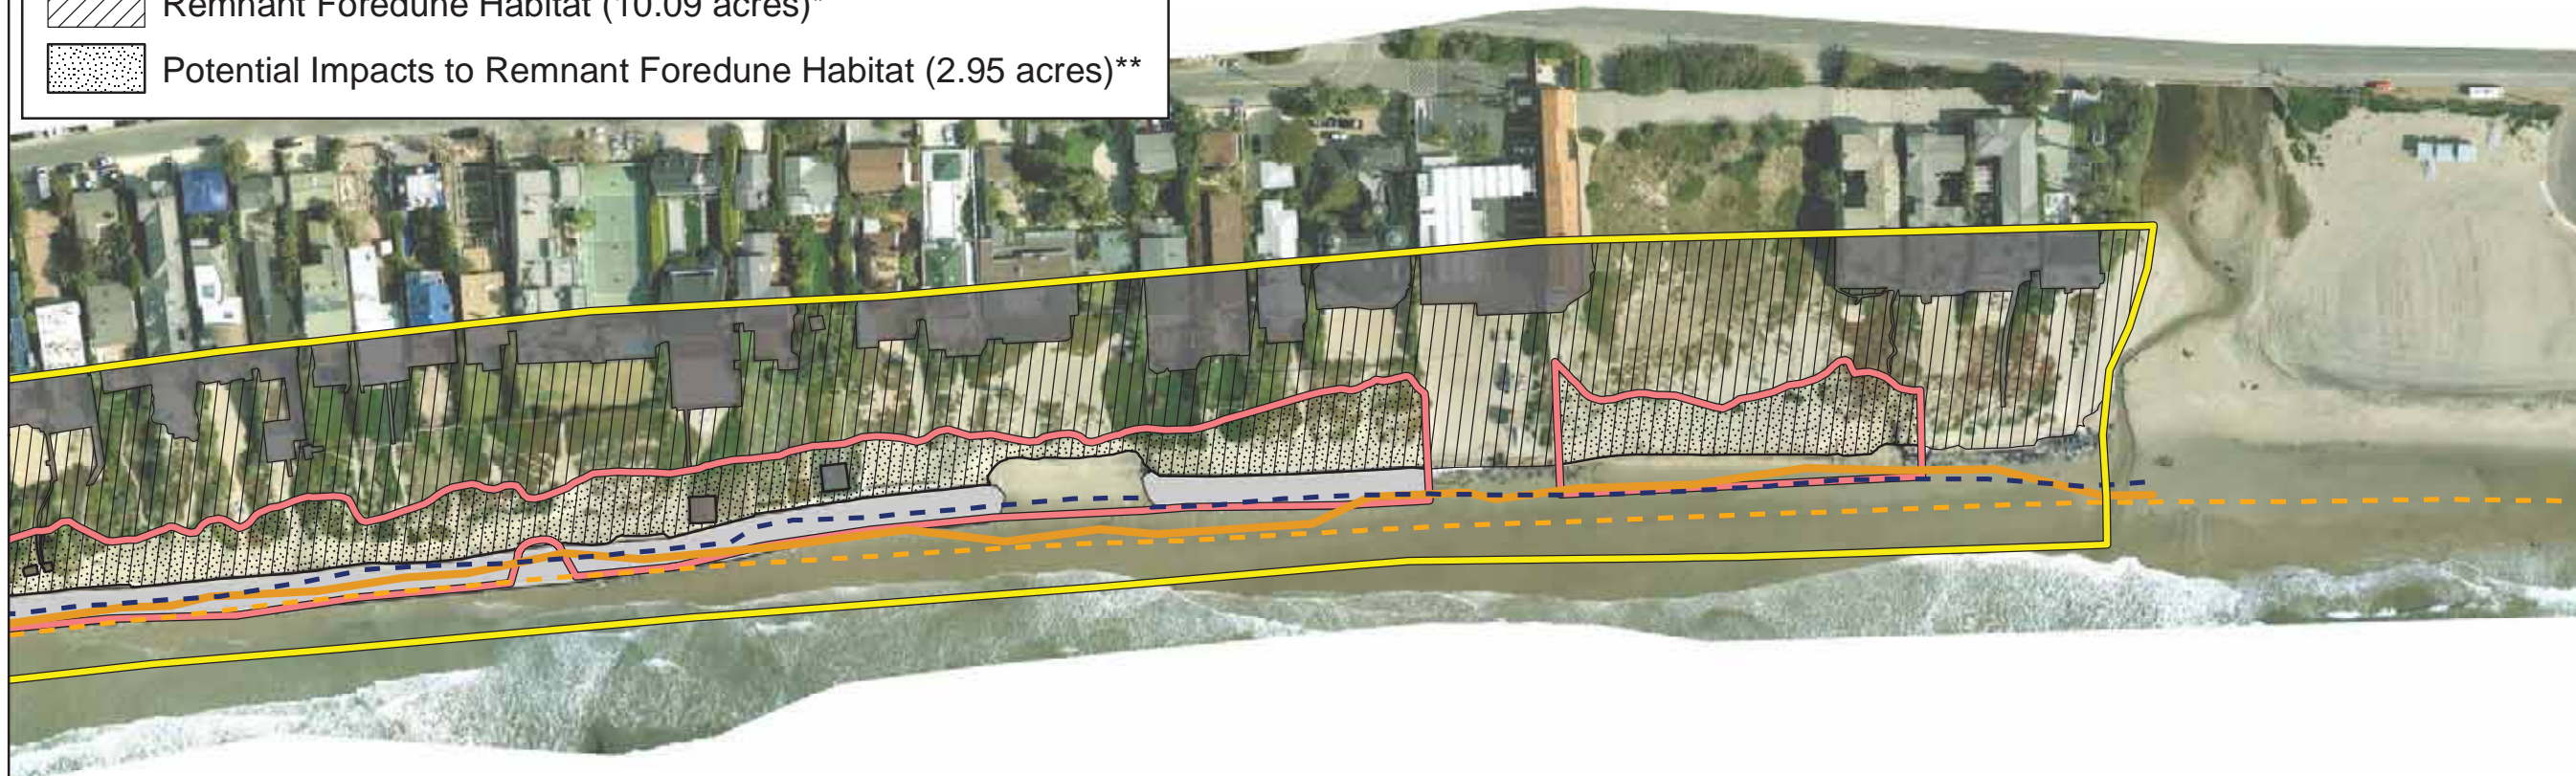 Remnant Foredune Habitat (10.09 acres)*
Potential Impacts to Remnant Foredune Habitat (2.95 acres)**